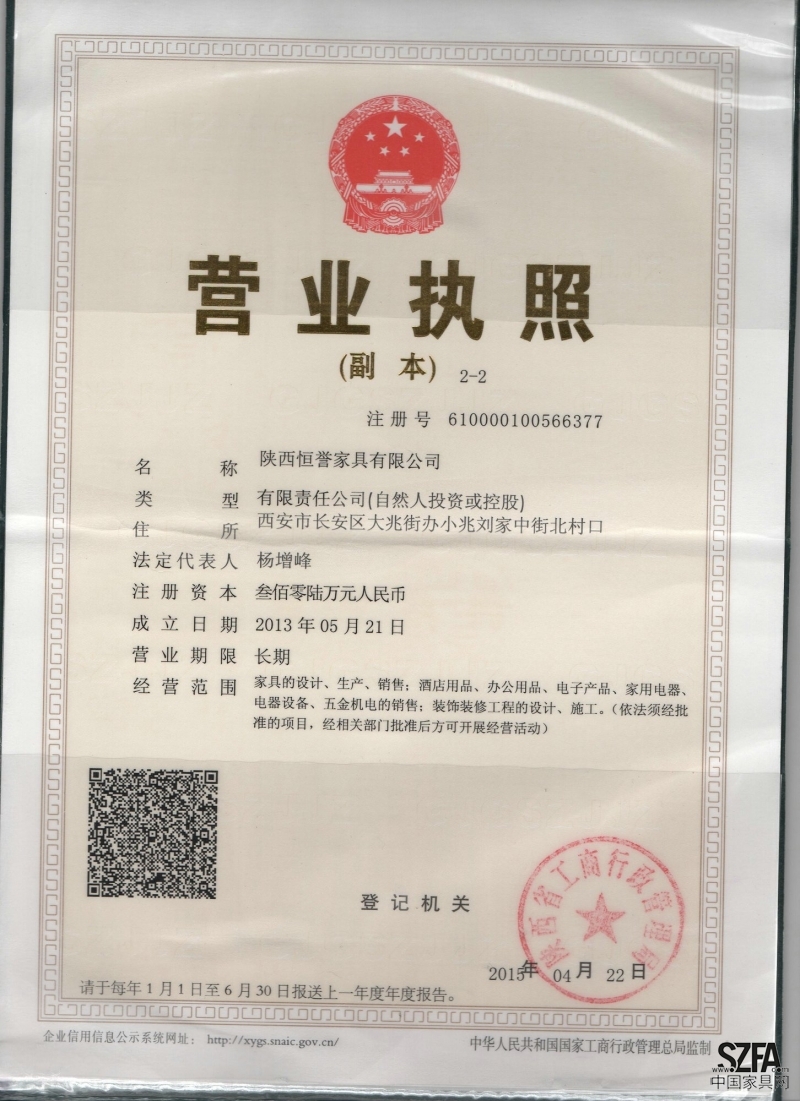 营业执照
(副 本) 2-2
注册号 610000100566377
名称 陕西恒誉家具有限公司
类型 有限责任公司(自然人投资或控股)
住所 西安市长安区大兆街办小兆刘家中街北村口
法定代表人 杨增峰
注册资本 叁佰零陆万元人民币
成立日期 2013年05月21日
营业期限 长期
经营范围 家具的设计、生产、销售；酒店用品、办公用品、电子产品、家用电器、
电器设备、五金机电的销售；装饰装修工程的设计、施工。（依法须经批
准的项目，经相关部门批准后方可开展经营活动）
登记机关
陕西省工商行政管理局
2015年 04月 22日
请于每年1月1日至6月30日报送上一年度年度报告。
企业信用信息公示系统网址： http://xygs.snaic.gov.cn/
中华人民共和国国家工商行政管理总局监制
SZFA
www.szfa.com
中国家具网